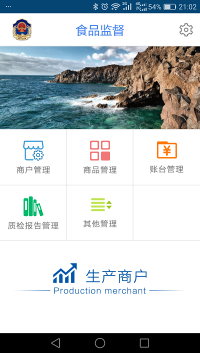 54% 21:02
食品监督
商户管理 商品管理 账台管理
质检报告管理 其他管理
生产商户
Production merchant